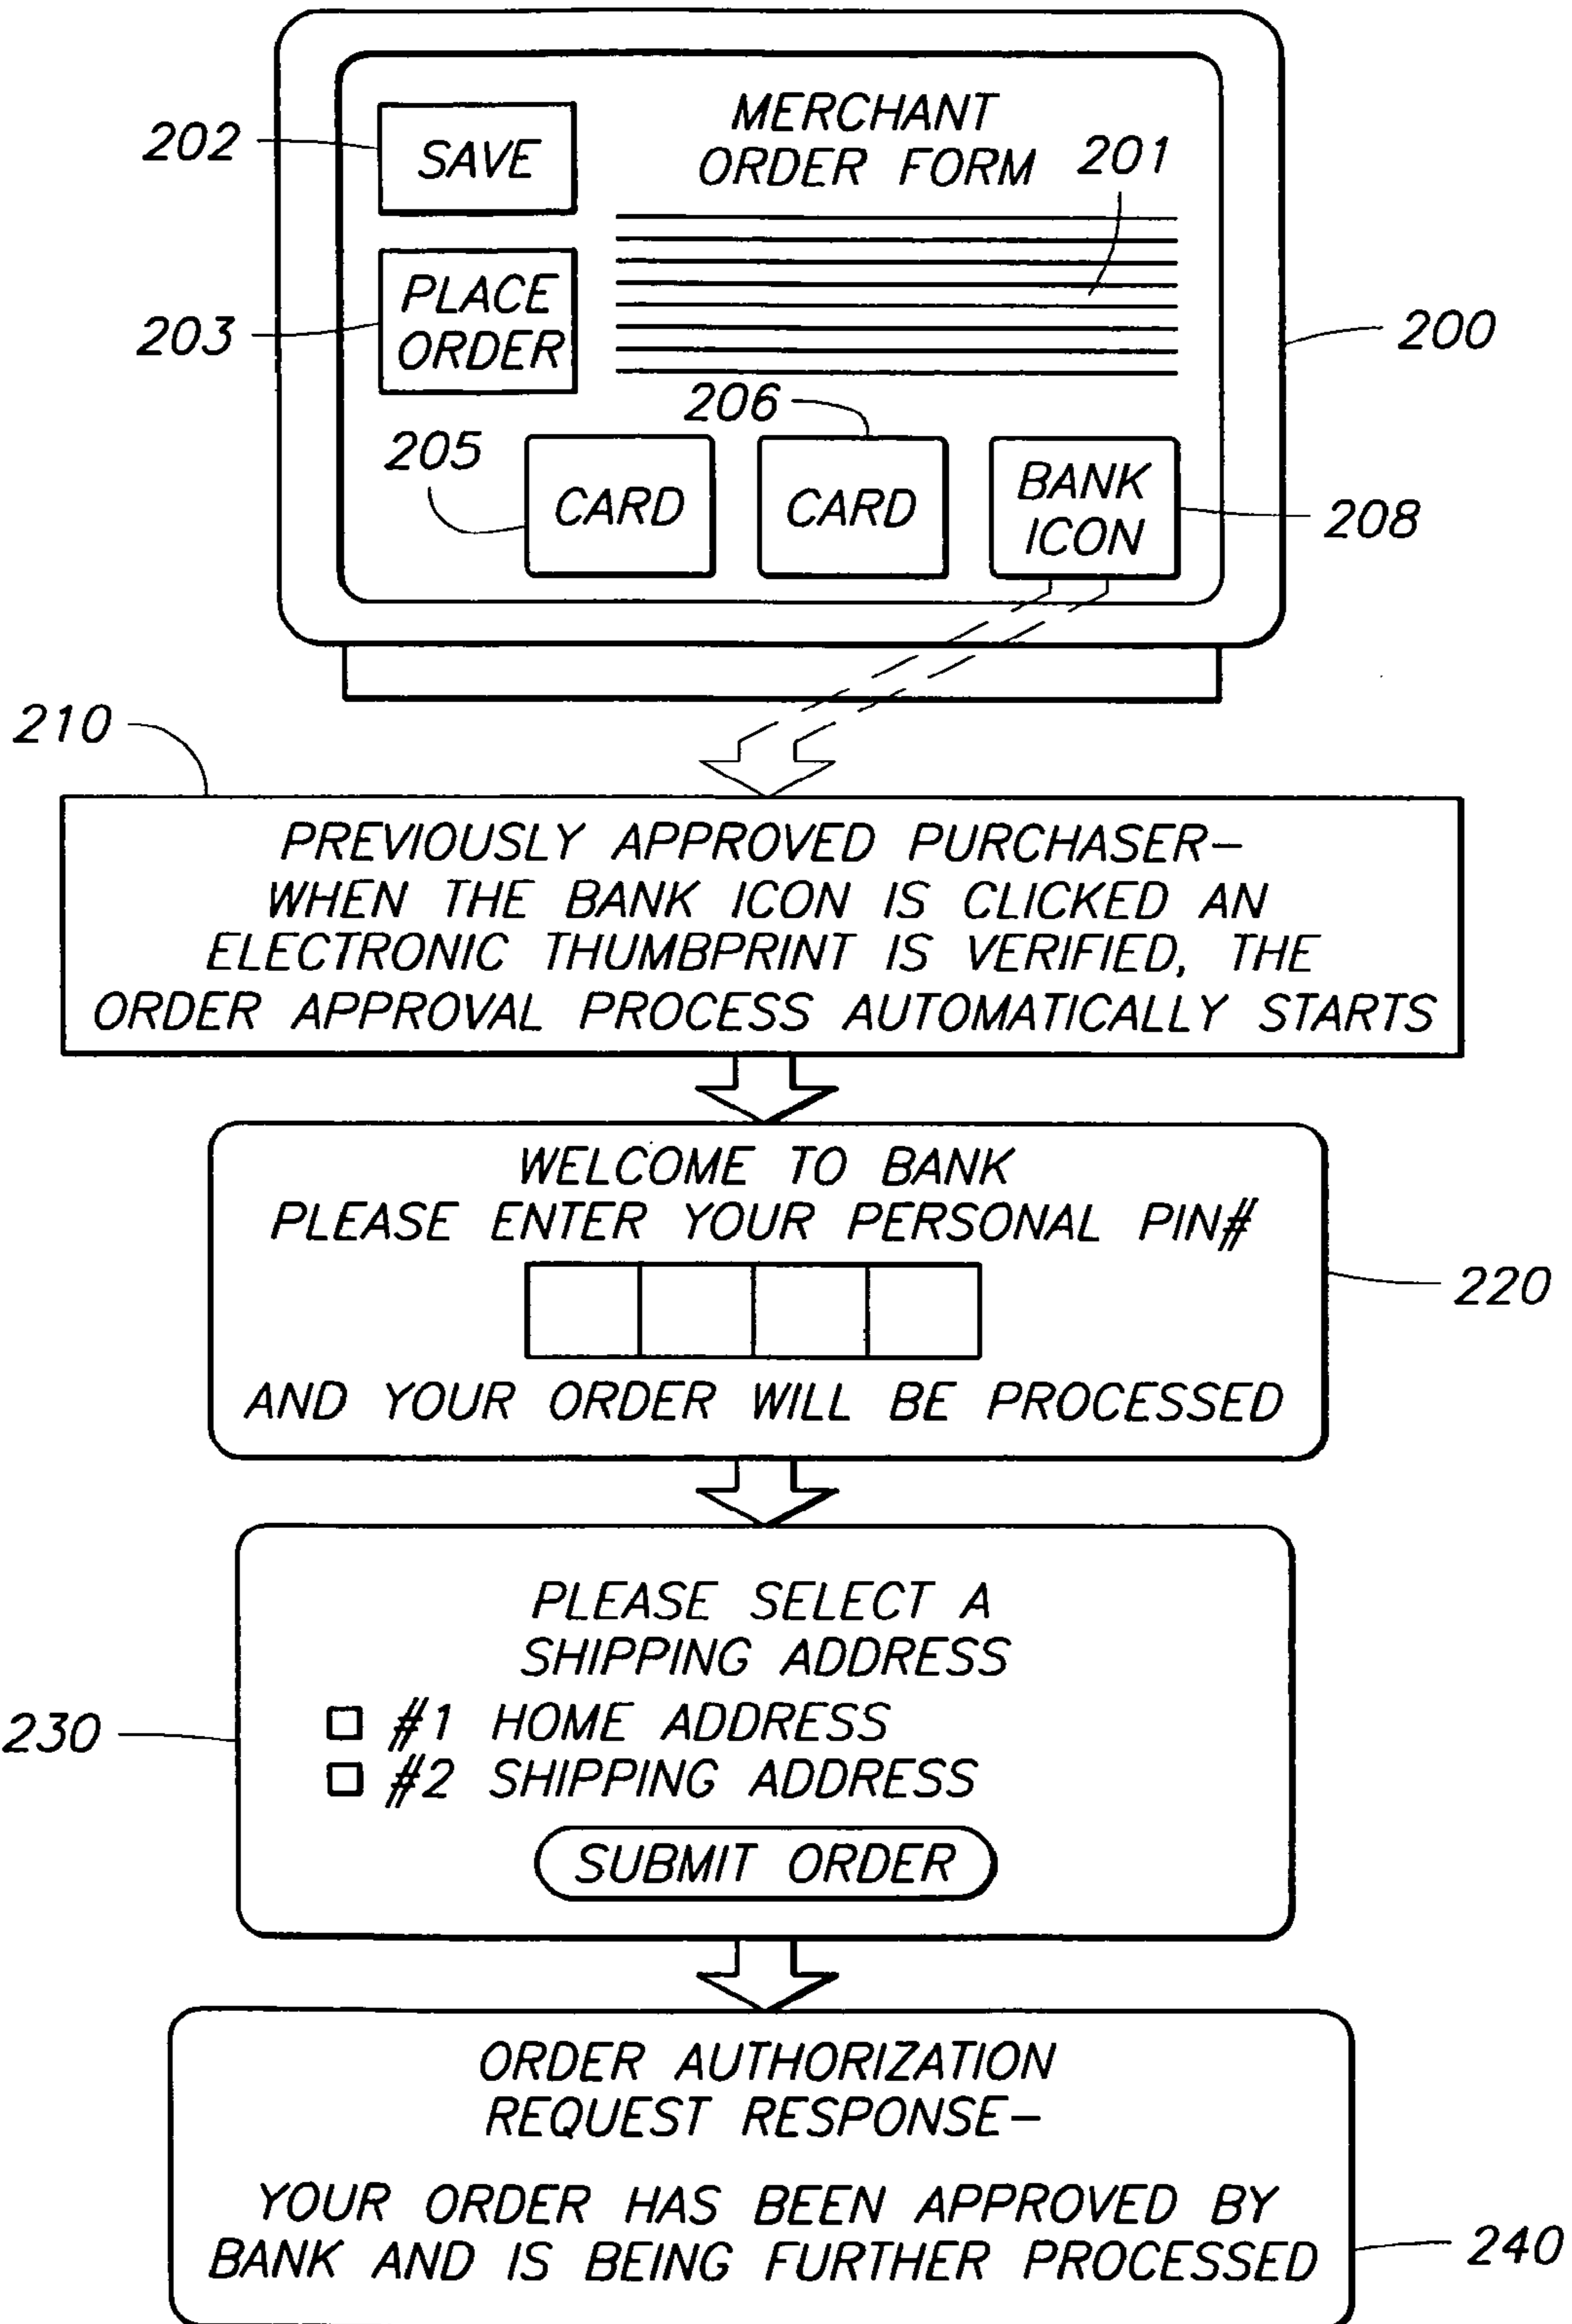 MERCHANT
ORDER FORM
201
202
SAVE
203
PLACE
ORDER
200
206
205
CARD
CARD
BANK
ICON
208
210
PREVIOUSLY APPROVED PURCHASER–
WHEN THE BANK ICON IS CLICKED AN
ELECTRONIC THUMBPRINT IS VERIFIED, THE
ORDER APPROVAL PROCESS AUTOMATICALLY STARTS
WELCOME TO BANK
PLEASE ENTER YOUR PERSONAL PIN#
220
AND YOUR ORDER WILL BE PROCESSED
PLEASE SELECT A
SHIPPING ADDRESS
230
#1 HOME ADDRESS
#2 SHIPPING ADDRESS
SUBMIT ORDER
ORDER AUTHORIZATION
REQUEST RESPONSE–
YOUR ORDER HAS BEEN APPROVED BY
BANK AND IS BEING FURTHER PROCESSED
240